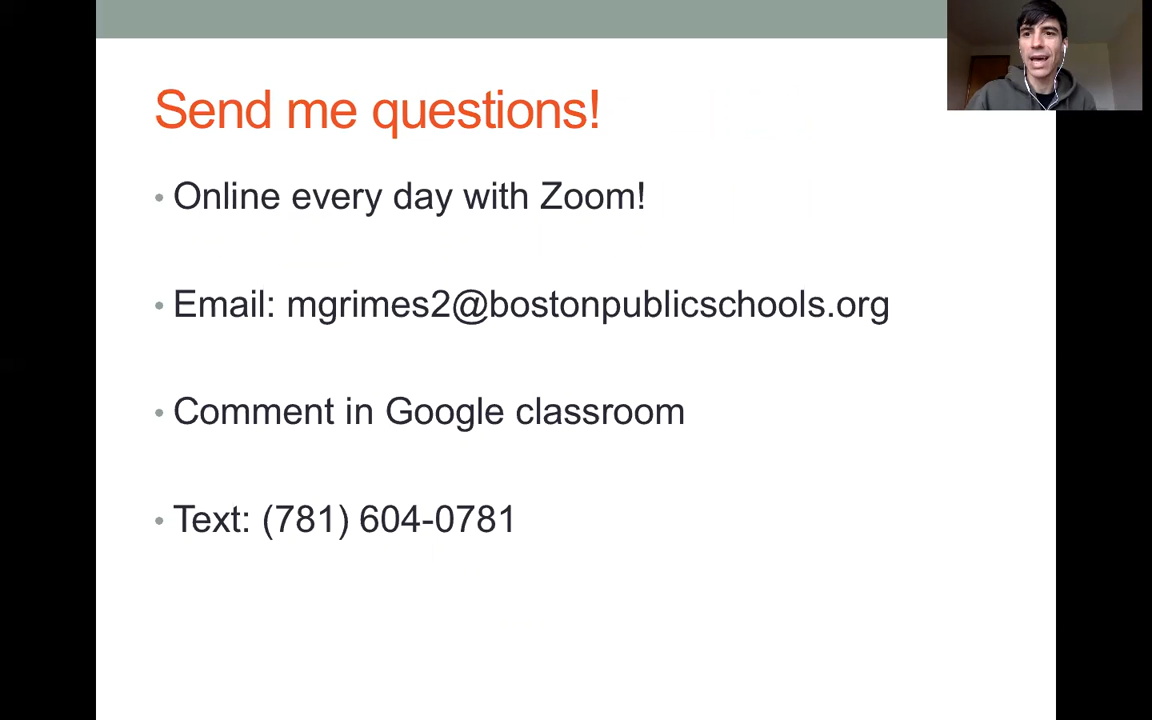 Send me questions!
• Online every day with Zoom!
• Email: mgrimes2@bostonpublicschools.org
• Comment in Google classroom
• Text: (781) 604-0781